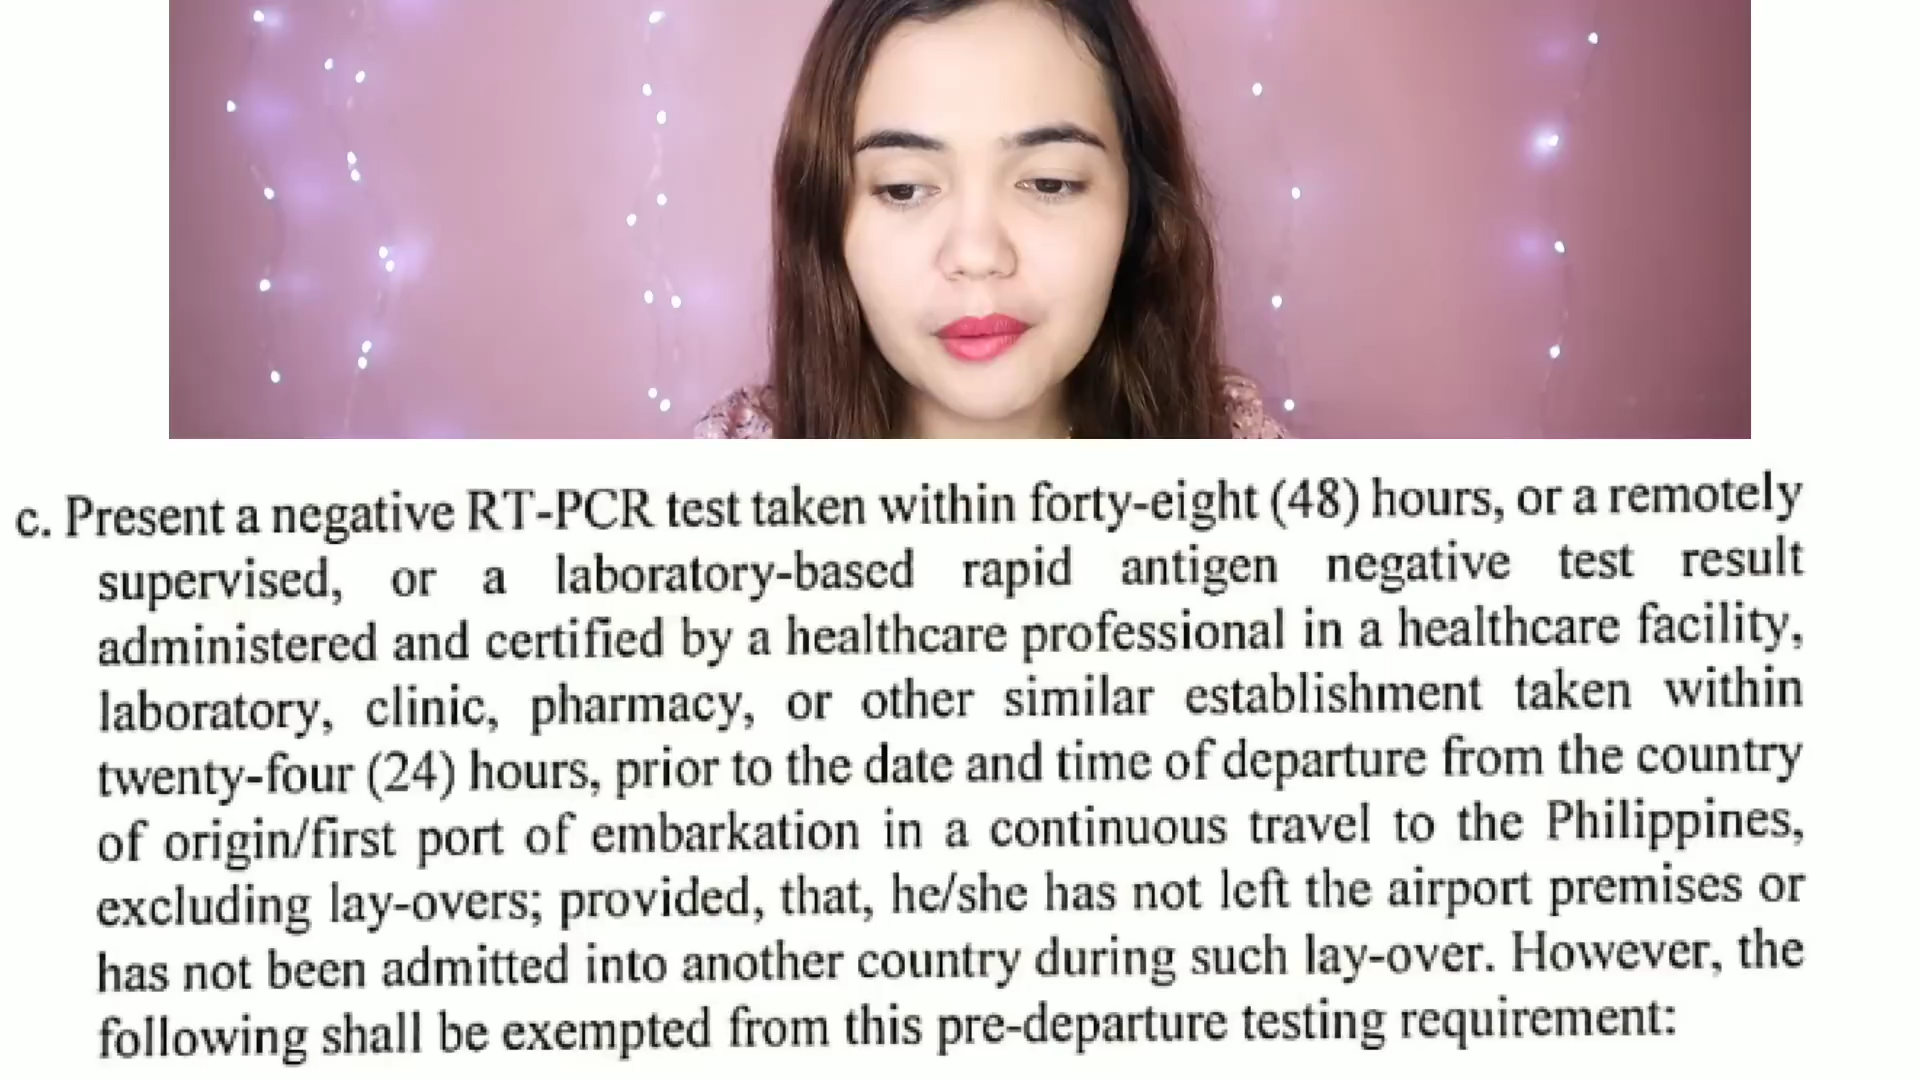 c. Present a negative RT-PCR test taken within forty-eight (48) hours, or a remotely
supervised, or a laboratory-based rapid antigen negative test result
administered and certified by a healthcare professional in a healthcare facility,
laboratory, clinic, pharmacy, or other similar establishment taken within
twenty-four (24) hours, prior to the date and time of departure from the country
of origin/first port of embarkation in a continuous travel to the Philippines,
excluding lay-overs; provided, that, he/she has not left the airport premises or
has not been admitted into another country during such lay-over. However, the
following shall be exempted from this pre-departure testing requirement: